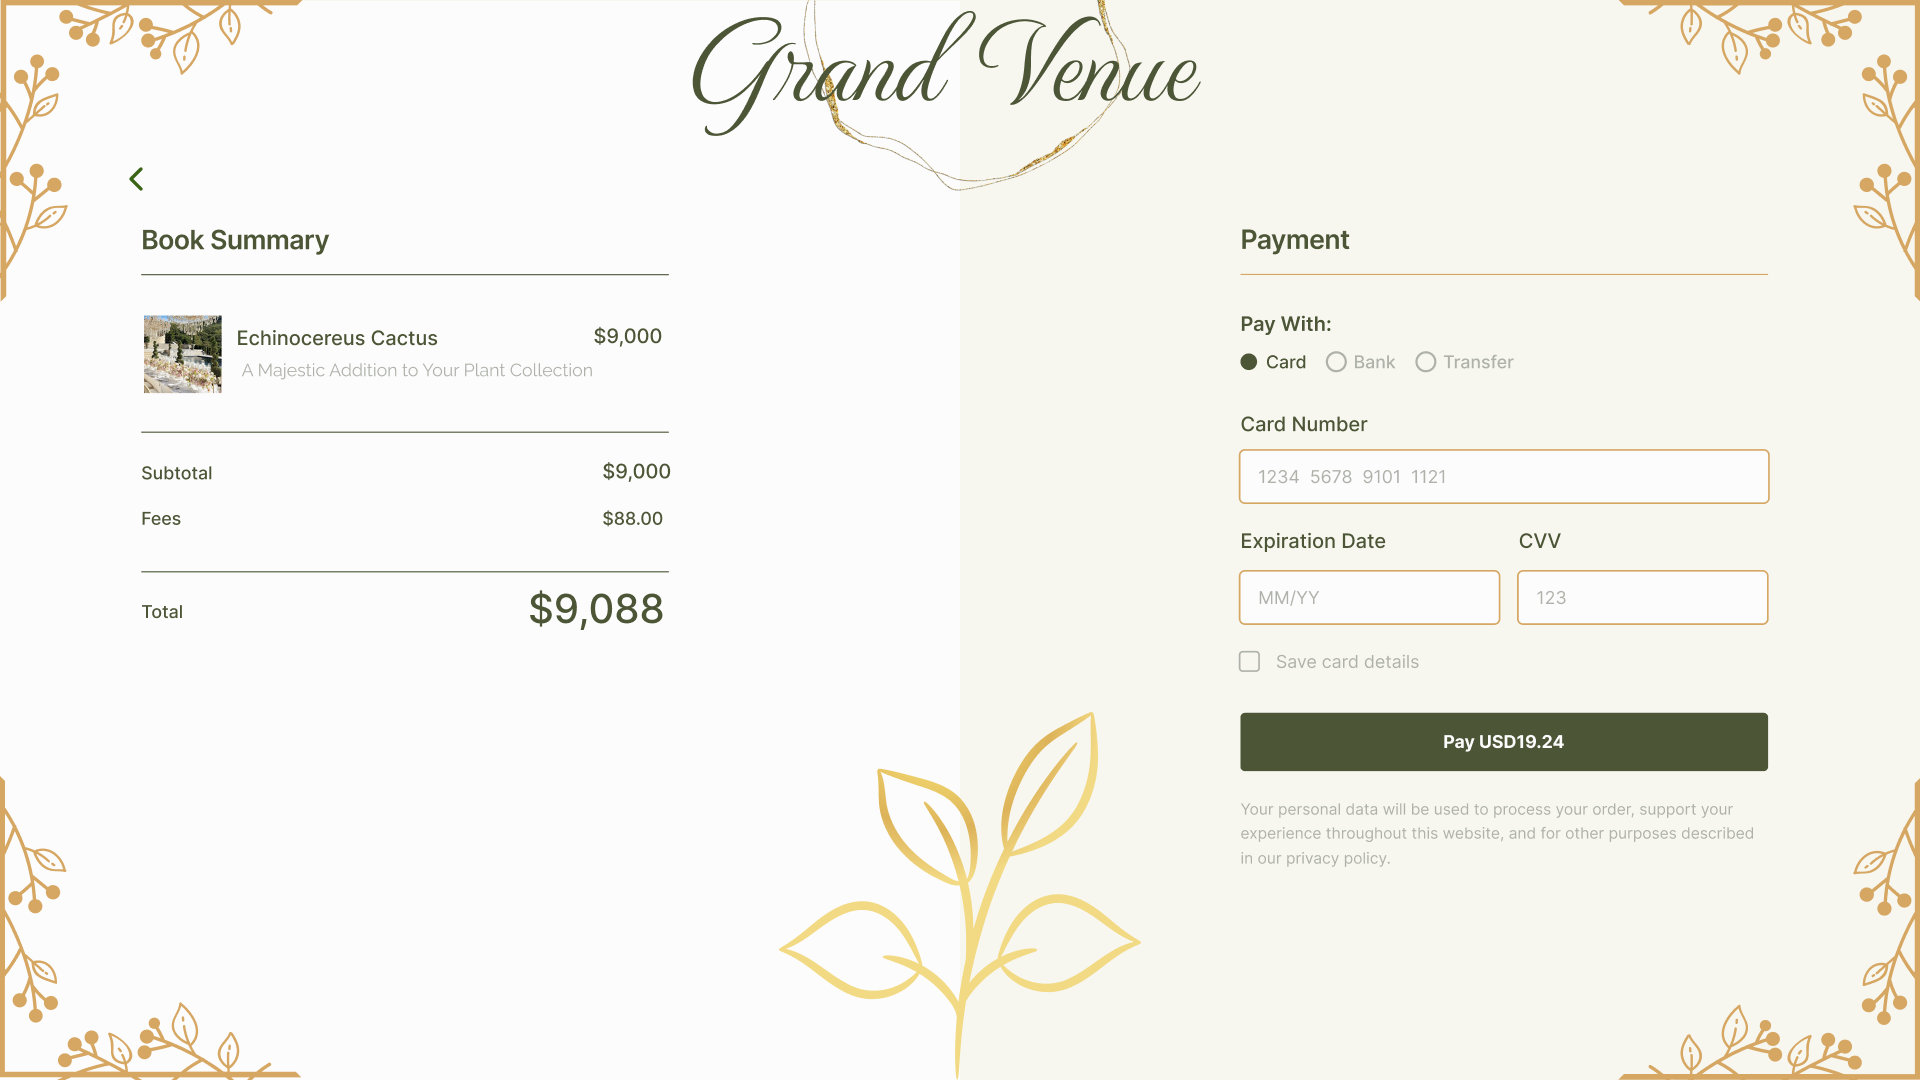 Grand Venue
Book Summary
Echinocereus Cactus
$9,000
A Majestic Addition to Your Plant Collection
Subtotal
$9,000
Fees
$88.00
Total
$9,088
Payment
Pay With:
Card
Bank
Transfer
Card Number
1234 5678 9101 1121
Expiration Date
CVV
MM/YY
123
Save card details
Pay USD19.24
Your personal data will be used to process your order, support your
experience throughout this website, and for other purposes described
in our privacy policy.